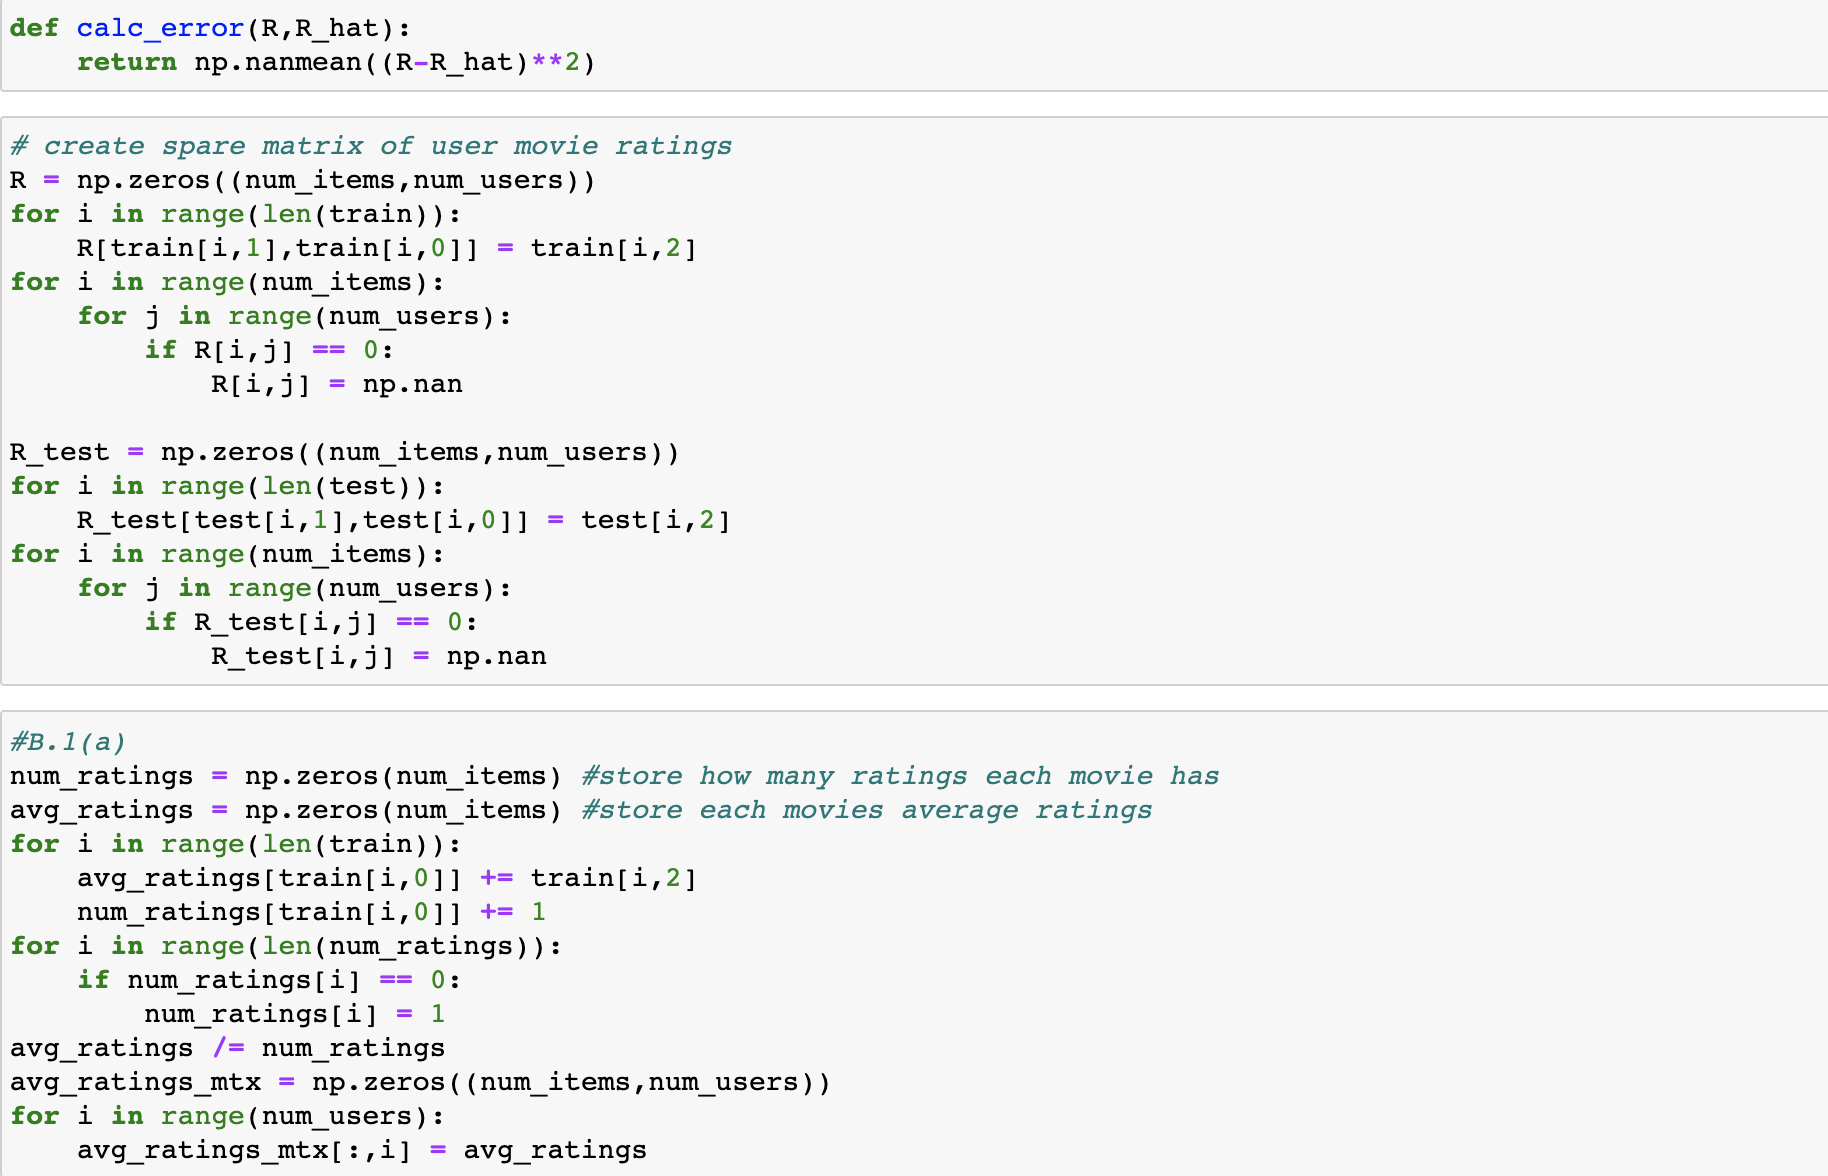 def calc_error(R,R_hat):
    return np.nanmean((R-R_hat)**2)
# create spare matrix of user movie ratings
R = np.zeros((num_items,num_users))
for i in range(len(train)):
    R[train[i,1],train[i,0]] = train[i,2]
for i in range(num_items):
    for j in range(num_users):
        if R[i,j] == 0:
            R[i,j] = np.nan
R_test = np.zeros((num_items,num_users))
for i in range(len(test)):
    R_test[test[i,1],test[i,0]] = test[i,2]
for i in range(num_items):
    for j in range(num_users):
        if R_test[i,j] == 0:
            R_test[i,j] = np.nan
#B.1(a)
num_ratings = np.zeros(num_items) #store how many ratings each movie has
avg_ratings = np.zeros(num_items) #store each movies average ratings
for i in range(len(train)):
    avg_ratings[train[i,0]] += train[i,2]
    num_ratings[train[i,0]] += 1
for i in range(len(num_ratings)):
    if num_ratings[i] == 0:
        num_ratings[i] = 1
avg_ratings /= num_ratings
avg_ratings_mtx = np.zeros((num_items,num_users))
for i in range(num_users):
    avg_ratings_mtx[:,i] = avg_ratings